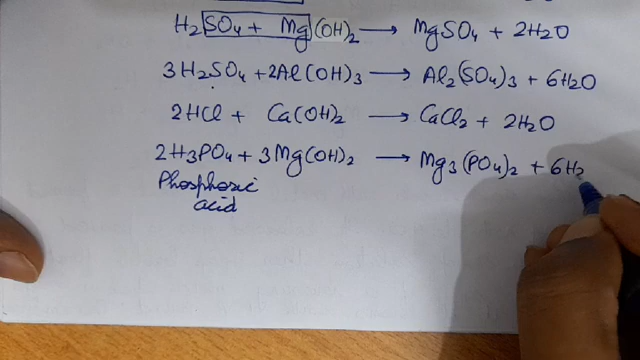 H₂SO₄ + Mg(OH)₂ ⟶ MgSO₄ + 2H₂O
3H₂SO₄ + 2Al(OH)₃ ⟶ Al₂(SO₄)₃ + 6H₂O
2HCl + Ca(OH)₂ ⟶ CaCl₂ + 2H₂O
2H₃PO₄ + 3Mg(OH)₂ ⟶ Mg₃(PO₄)₂ + 6H₂
Phosphoric
acid